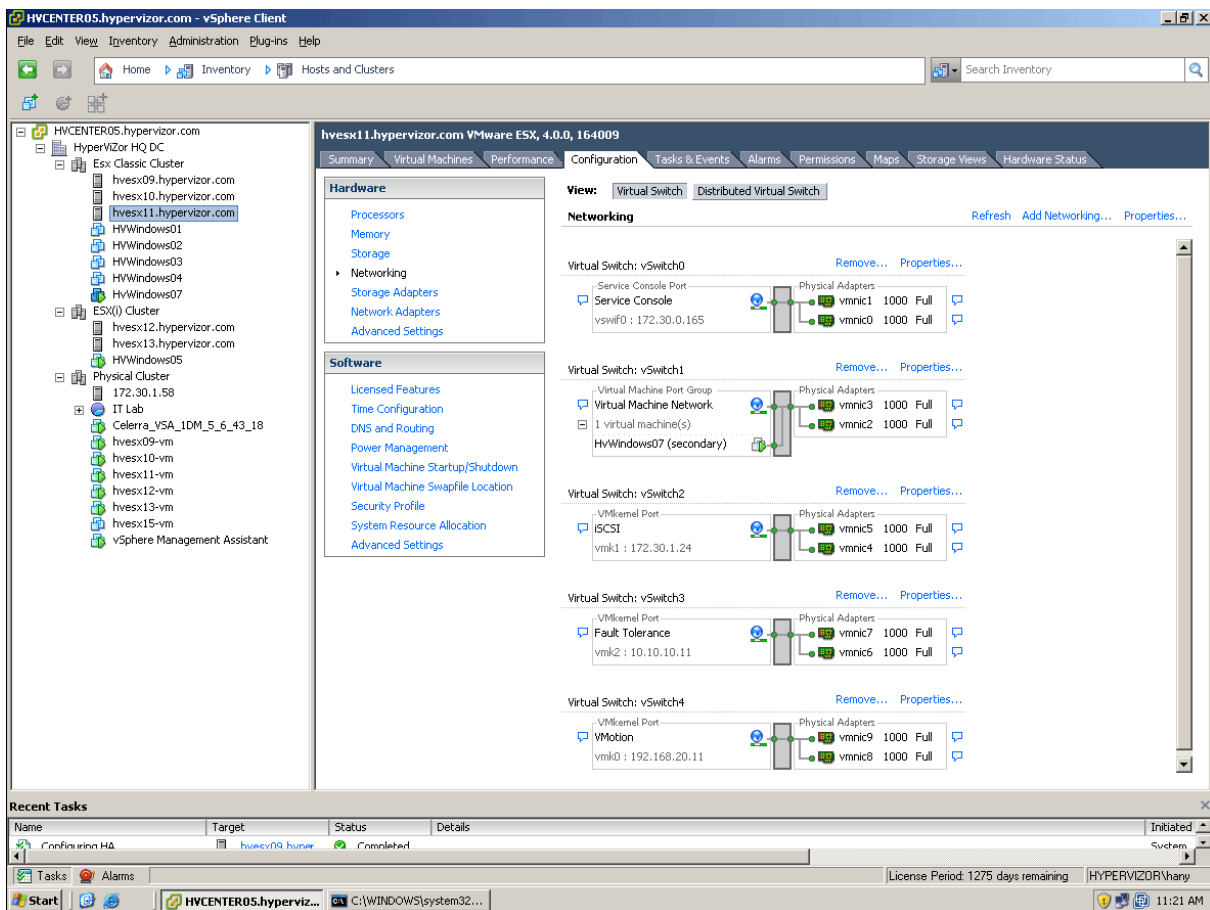 HVCENTER05.hypervizor.com - vSphere Client
File Edit View Inventory Administration Plug-ins Help
Home Inventory Hosts and Clusters Search Inventory
HVCENTER05.hypervizor.com
HyperViZor HQ DC
Esx Classic Cluster
hvesx09.hypervizor.com
hvesx10.hypervizor.com
hvesx11.hypervizor.com
HVWindows01
HVWindows02
HVWindows03
HVWindows04
HvWindows07
ESX(i) Cluster
hvesx12.hypervizor.com
hvesx13.hypervizor.com
HVWindows05
Physical Cluster
172.30.1.58
IT Lab
Celerra_VSA_1DM_5_6_43_18
hvesx09-vm
hvesx10-vm
hvesx11-vm
hvesx12-vm
hvesx13-vm
hvesx15-vm
vSphere Management Assistant
hvesx11.hypervizor.com VMware ESX, 4.0.0, 164009
Summary Virtual Machines Performance Configuration Tasks & Events Alarms Permissions Maps Storage Views Hardware Status
Hardware
Processors
Memory
Storage
Networking
Storage Adapters
Network Adapters
Advanced Settings
Software
Licensed Features
Time Configuration
DNS and Routing
Power Management
Virtual Machine Startup/Shutdown
Virtual Machine Swapfile Location
Security Profile
System Resource Allocation
Advanced Settings
View: Virtual Switch Distributed Virtual Switch
Networking Refresh Add Networking... Properties...
Virtual Switch: vSwitch0 Remove... Properties...
Service Console Port Physical Adapters
Service Console vmnic1 1000 Full
vswif0 : 172.30.0.165 vmnic0 1000 Full
Virtual Switch: vSwitch1 Remove... Properties...
Virtual Machine Port Group Physical Adapters
Virtual Machine Network vmnic3 1000 Full
1 virtual machine(s) vmnic2 1000 Full
HvWindows07 (secondary)
Virtual Switch: vSwitch2 Remove... Properties...
VMkernel Port Physical Adapters
iSCSI vmnic5 1000 Full
vmk1 : 172.30.1.24 vmnic4 1000 Full
Virtual Switch: vSwitch3 Remove... Properties...
VMkernel Port Physical Adapters
Fault Tolerance vmnic7 1000 Full
vmk2 : 10.10.10.11 vmnic6 1000 Full
Virtual Switch: vSwitch4 Remove... Properties...
VMkernel Port Physical Adapters
VMotion vmnic9 1000 Full
vmk0 : 192.168.20.11 vmnic8 1000 Full
Recent Tasks
Name Target Status Details Initiated
Configuring HA hvesx09.hyper Completed System
Tasks Alarms License Period: 1275 days remaining HYPERVIZOR\hany
Start HVCENTER05.hyperviz... C:\WINDOWS\system32... 11:21 AM